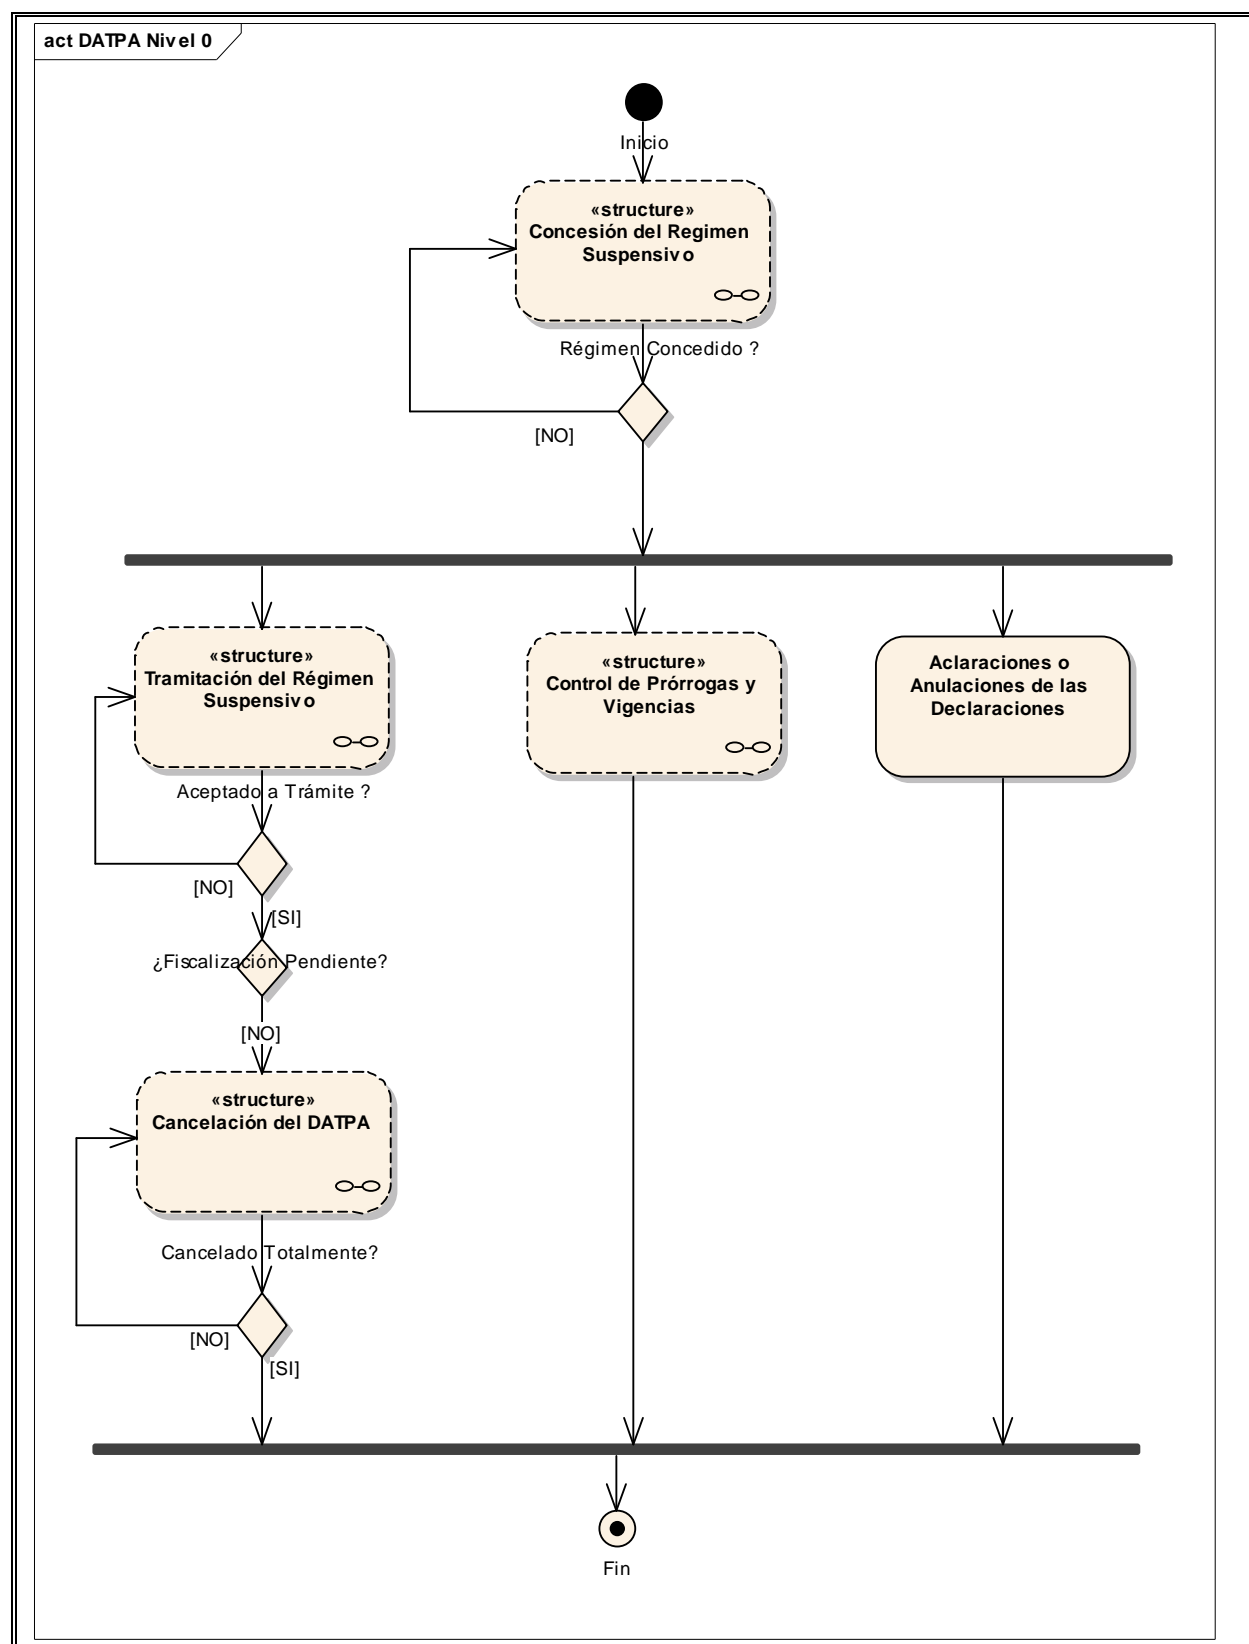 act DATPA Nivel 0
Inicio
«structure»
Concesión del Regimen
Suspensivo
Régimen Concedido ?
[NO]
«structure»
Tramitación del Régimen
Suspensivo
«structure»
Control de Prórrogas y
Vigencias
Aclaraciones o
Anulaciones de las
Declaraciones
Aceptado a Trámite ?
[NO]
[SI]
¿Fiscalización Pendiente?
[NO]
«structure»
Cancelación del DATPA
Cancelado Totalmente?
[NO]
[SI]
Fin